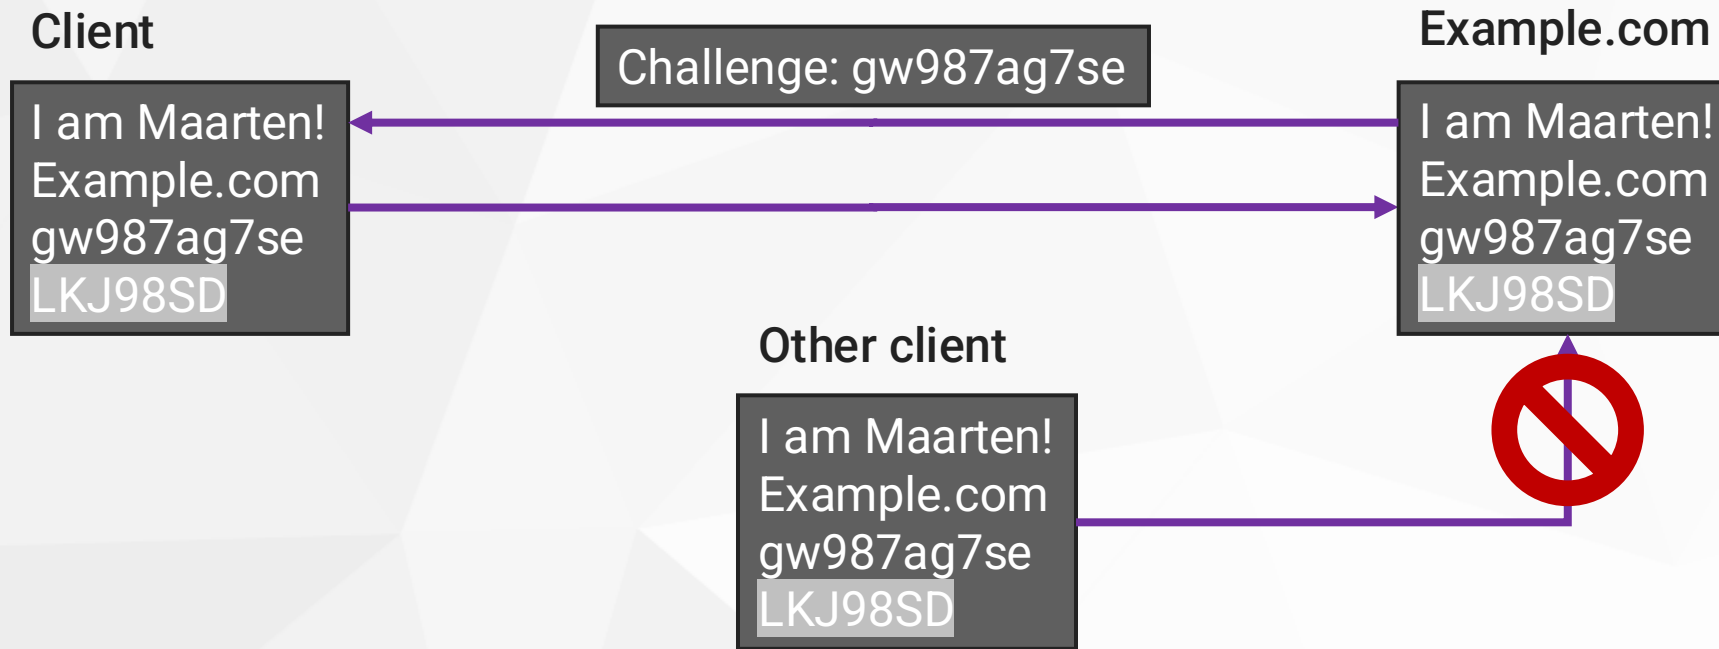 Client
Challenge: gw987ag7se
Example.com
I am Maarten!
Example.com
gw987ag7se
LKJ98SD
I am Maarten!
Example.com
gw987ag7se
LKJ98SD
Other client
I am Maarten!
Example.com
gw987ag7se
LKJ98SD